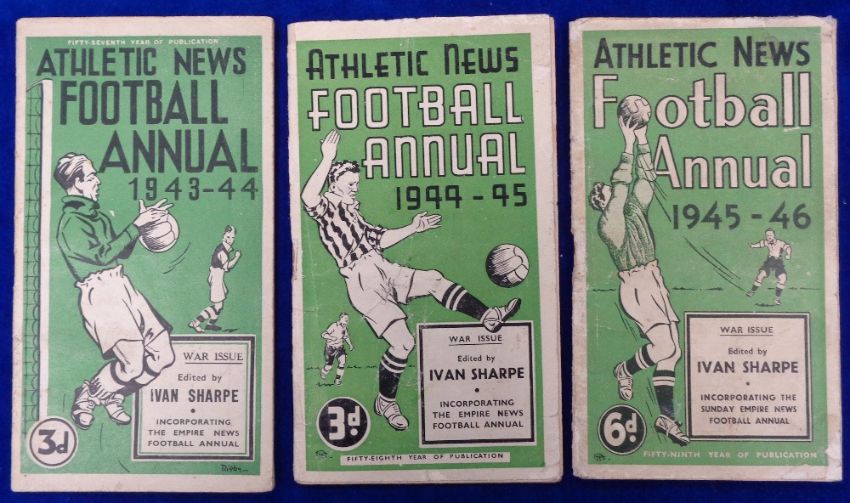 FIFTY-SEVENTH YEAR OF PUBLICATION
ATHLETIC NEWS
FOOTBALL
ANNUAL
1943-44
WAR ISSUE
Edited by
IVAN SHARPE
INCORPORATING
THE EMPIRE NEWS
FOOTBALL ANNUAL
3d
ATHLETIC NEWS
FOOTBALL
ANNUAL
1944-45
WAR ISSUE
Edited by
IVAN SHARPE
INCORPORATING
THE EMPIRE NEWS
FOOTBALL ANNUAL
3d.
FIFTY-EIGHTH YEAR OF PUBLICATION
ATHLETIC NEWS
Football
Annual
1945-46
WAR ISSUE
Edited by
IVAN SHARPE
INCORPORATING THE
SUNDAY EMPIRE NEWS
FOOTBALL ANNUAL
6d.
FIFTY-NINTH YEAR OF PUBLICATION